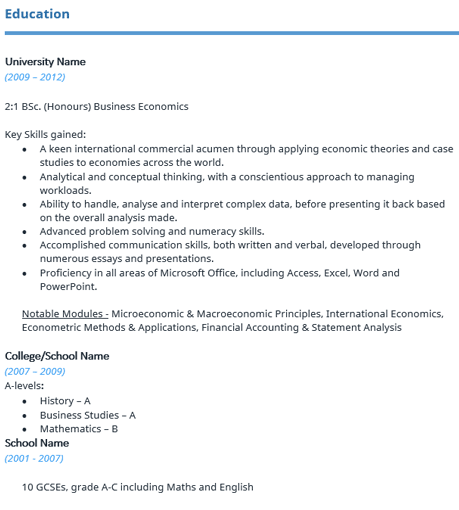 Education
University Name
(2009 – 2012)
2:1 BSc. (Honours) Business Economics
Key Skills gained:
• A keen international commercial acumen through applying economic theories and case
studies to economies across the world.
• Analytical and conceptual thinking, with a conscientious approach to managing
workloads.
• Ability to handle, analyse and interpret complex data, before presenting it back based
on the overall analysis made.
• Advanced problem solving and numeracy skills.
• Accomplished communication skills, both written and verbal, developed through
numerous essays and presentations.
• Proficiency in all areas of Microsoft Office, including Access, Excel, Word and
PowerPoint.
Notable Modules - Microeconomic & Macroeconomic Principles, International Economics,
Econometric Methods & Applications, Financial Accounting & Statement Analysis
College/School Name
(2007 – 2009)
A-levels:
• History – A
• Business Studies – A
• Mathematics – B
School Name
(2001 - 2007)
10 GCSEs, grade A-C including Maths and English